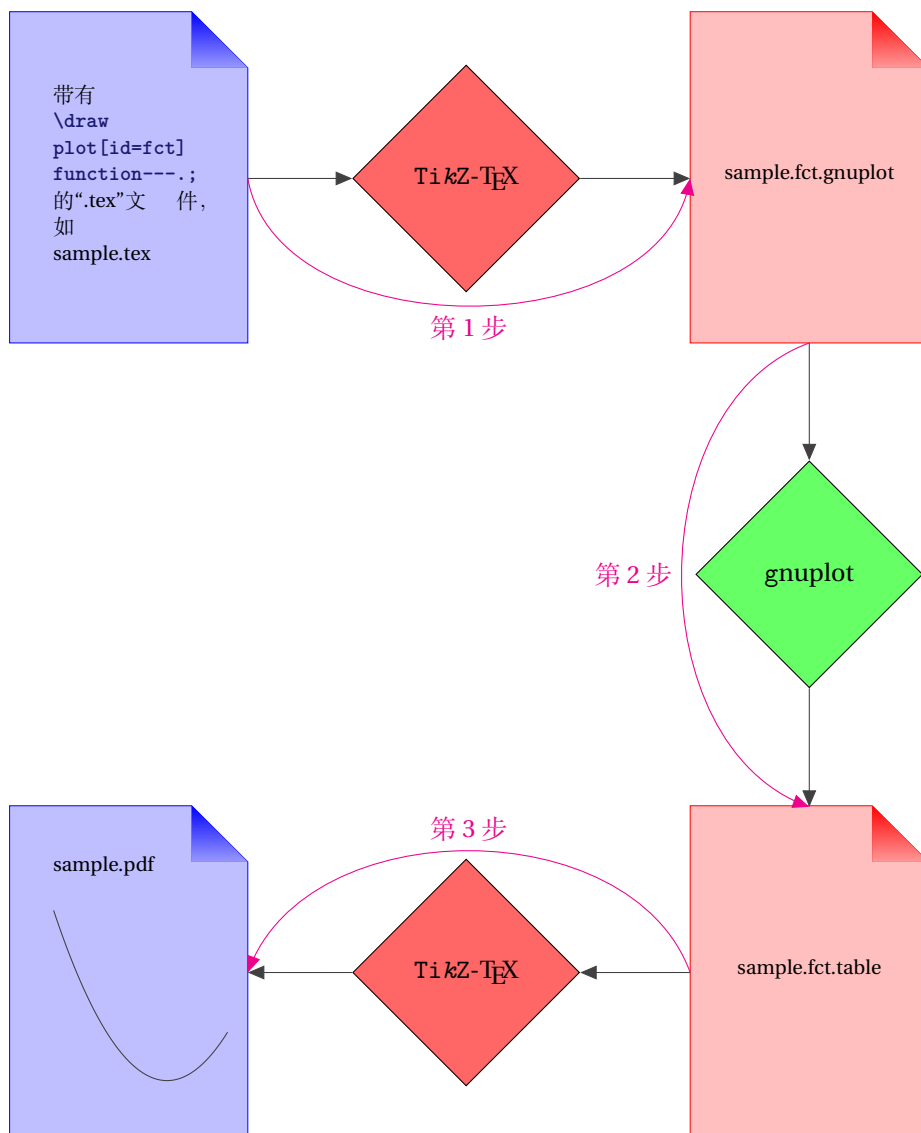 带有
\draw
plot[id=fct]
function---.;
的“.tex”文 件，
如
sample.tex
TikZ-TEX
sample.fct.gnuplot
第 1 步
第 2 步
gnuplot
第 3 步
sample.pdf
TikZ-TEX
sample.fct.table